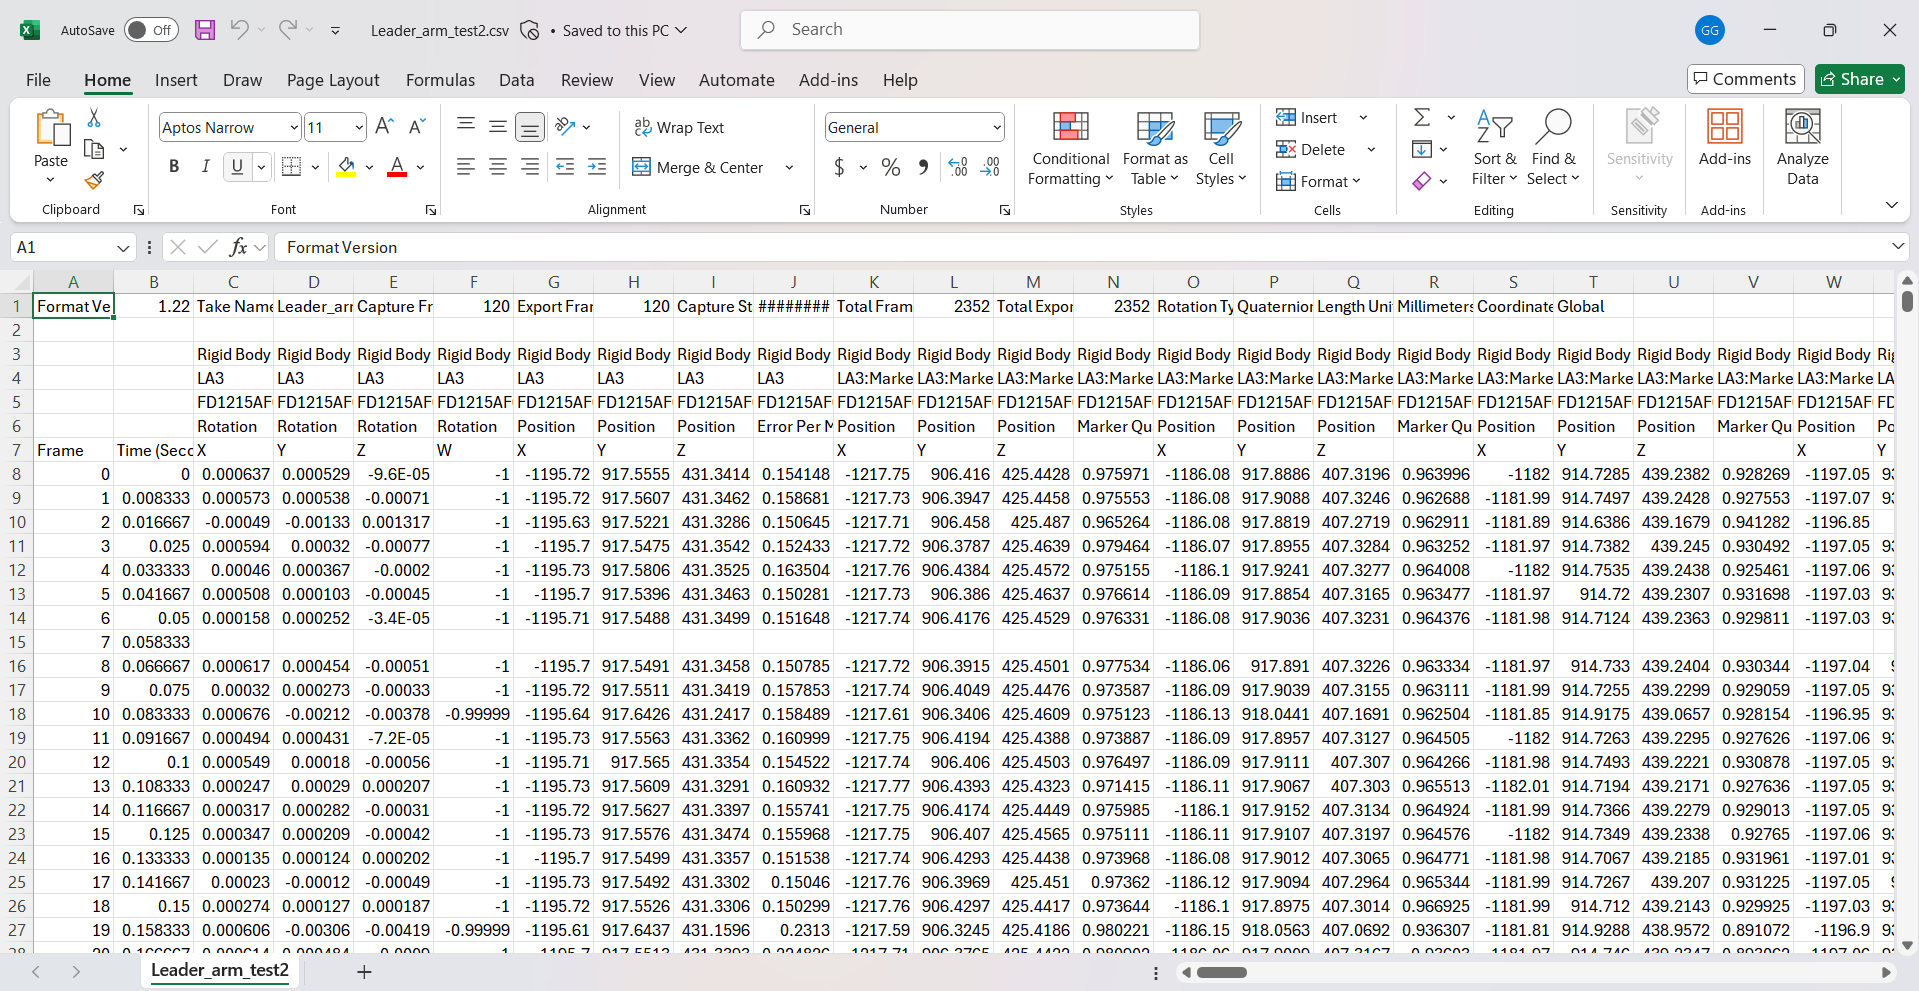 AutoSave Off Leader_arm_test2.csv • Saved to this PC Search GG
File Home Insert Draw Page Layout Formulas Data Review View Automate Add-ins Help Comments Share
Paste Clipboard
Aptos Narrow 11 B I U A Font
Wrap Text Merge & Center Alignment
General $ % Number
Conditional Formatting Format as Table Cell Styles Styles
Insert Delete Format Cells
Sort & Filter Find & Select Editing
Sensitivity Sensitivity
Add-ins Add-ins
Analyze Data
A1 fx Format Version
A B C D E F G H I J K L M N O P Q R S T U V W
1 Format Ve 1.22 Take Name Leader_arr Capture Fr 120 Export Frar 120 Capture St ######## Total Fram 2352 Total Expor 2352 Rotation Ty Quaternior Length Uni Millimeters Coordinate Global
2
3 Rigid Body Rigid Body Rigid Body Rigid Body Rigid Body Rigid Body Rigid Body Rigid Body Rigid Body Rigid Body Rigid Body Rigid Body Rigid Body Rigid Body Rigid Body Rigid Body Rigid Body Rigid Body Rigid Body Rigid Body Rigid Body Rig
4 LA3 LA3 LA3 LA3 LA3 LA3 LA3 LA3 LA3:Marke LA3:Marke LA3:Marke LA3:Marke LA3:Marke LA3:Marke LA3:Marke LA3:Marke LA3:Marke LA3:Marke LA3:Marke LA3:Marke LA3:Marke LA
5 FD1215AF FD1215AF FD1215AF FD1215AF FD1215AF FD1215AF FD1215AF FD1215AF FD1215AF FD1215AF FD1215AF FD1215AF FD1215AF FD1215AF FD1215AF FD1215AF FD1215AF FD1215AF FD1215AF FD1215AF FD1215AF FD
6 Rotation Rotation Rotation Rotation Position Position Position Error Per M Position Position Position Marker Qu Position Position Position Marker Qu Position Position Position Marker Qu Position Po
7 Frame Time (Secc X Y Z W X Y Z X Y Z X Y Z X Y Z X Y
8 0 0 0.000637 0.000529 -9.6E-05 -1 -1195.72 917.5555 431.3414 0.154148 -1217.75 906.416 425.4428 0.975971 -1186.08 917.8886 407.3196 0.963996 -1182 914.7285 439.2382 0.928269 -1197.05
9 1 0.008333 0.000573 0.000538 -0.00071 -1 -1195.72 917.5607 431.3462 0.158681 -1217.73 906.3947 425.4458 0.975553 -1186.08 917.9088 407.3246 0.962688 -1181.99 914.7497 439.2428 0.927553 -1197.07
10 2 0.016667 -0.00049 -0.00133 0.001317 -1 -1195.63 917.5221 431.3286 0.150645 -1217.71 906.458 425.487 0.965264 -1186.08 917.8819 407.2719 0.962911 -1181.89 914.6386 439.1679 0.941282 -1196.85
11 3 0.025 0.000594 0.00032 -0.00077 -1 -1195.7 917.5475 431.3542 0.152433 -1217.72 906.3787 425.4639 0.979464 -1186.07 917.8955 407.3284 0.963252 -1181.97 914.7382 439.245 0.930492 -1197.05
12 4 0.033333 0.00046 0.000367 -0.0002 -1 -1195.73 917.5806 431.3525 0.163504 -1217.76 906.4384 425.4572 0.975155 -1186.1 917.9241 407.3277 0.964008 -1182 914.7535 439.2438 0.925461 -1197.06
13 5 0.041667 0.000508 0.000103 -0.00045 -1 -1195.7 917.5396 431.3463 0.150281 -1217.73 906.386 425.4637 0.976614 -1186.09 917.8854 407.3165 0.963477 -1181.97 914.72 439.2307 0.931698 -1197.03
14 6 0.05 0.000158 0.000252 -3.4E-05 -1 -1195.71 917.5488 431.3499 0.151648 -1217.74 906.4176 425.4529 0.976331 -1186.08 917.9036 407.3231 0.964376 -1181.98 914.7124 439.2363 0.929811 -1197.03
15 7 0.058333
16 8 0.066667 0.000617 0.000454 -0.00051 -1 -1195.7 917.5491 431.3458 0.150785 -1217.72 906.3915 425.4501 0.977534 -1186.06 917.891 407.3226 0.963334 -1181.97 914.733 439.2404 0.930344 -1197.04
17 9 0.075 0.00032 0.000273 -0.00033 -1 -1195.72 917.5511 431.3419 0.157853 -1217.74 906.4049 425.4476 0.973587 -1186.09 917.9039 407.3155 0.963111 -1181.99 914.7255 439.2299 0.929059 -1197.05
18 10 0.083333 0.000676 -0.00212 -0.00378 -0.99999 -1195.64 917.6426 431.2417 0.158489 -1217.61 906.3406 425.4609 0.975123 -1186.13 918.0441 407.1691 0.962504 -1181.85 914.9175 439.0657 0.928154 -1196.95
19 11 0.091667 0.000494 0.000431 -7.2E-05 -1 -1195.73 917.5563 431.3362 0.160999 -1217.75 906.4194 425.4388 0.973887 -1186.09 917.8957 407.3127 0.964505 -1182 914.7263 439.2295 0.927626 -1197.06
20 12 0.1 0.000549 0.00018 -0.00056 -1 -1195.71 917.565 431.3354 0.154522 -1217.74 906.406 425.4503 0.976497 -1186.09 917.9111 407.307 0.964266 -1181.98 914.7493 439.2221 0.930878 -1197.05
21 13 0.108333 0.000247 0.00029 0.000207 -1 -1195.73 917.5609 431.3291 0.160932 -1217.77 906.4393 425.4323 0.971415 -1186.11 917.9067 407.303 0.965513 -1182.01 914.7194 439.2171 0.927636 -1197.05
22 14 0.116667 0.000317 0.000282 -0.00031 -1 -1195.72 917.5627 431.3397 0.155741 -1217.75 906.4174 425.4449 0.975985 -1186.1 917.9152 407.3134 0.964924 -1181.99 914.7366 439.2279 0.929013 -1197.05
23 15 0.125 0.000347 0.000209 -0.00042 -1 -1195.73 917.5576 431.3474 0.155968 -1217.75 906.407 425.4565 0.975111 -1186.11 917.9107 407.3197 0.964576 -1182 914.7349 439.2338 0.92765 -1197.06
24 16 0.133333 0.000135 0.000124 0.000202 -1 -1195.7 917.5499 431.3357 0.151538 -1217.74 906.4293 425.4438 0.973968 -1186.08 917.9012 407.3065 0.964771 -1181.98 914.7067 439.2185 0.931961 -1197.01
25 17 0.141667 0.00023 -0.00012 -0.00049 -1 -1195.73 917.5492 431.3302 0.15046 -1217.76 906.3969 425.451 0.97362 -1186.12 917.9094 407.2964 0.965344 -1181.99 914.7267 439.207 0.931225 -1197.05
26 18 0.15 0.000274 0.000127 0.000187 -1 -1195.72 917.5526 431.3306 0.150299 -1217.76 906.4297 425.4417 0.973644 -1186.1 917.8975 407.3014 0.966925 -1181.99 914.712 439.2143 0.929925 -1197.03
27 19 0.158333 0.000606 -0.00306 -0.00419 -0.99999 -1195.61 917.6437 431.1596 0.2313 -1217.59 906.3245 425.4186 0.980221 -1186.15 918.0563 407.0692 0.936307 -1181.81 914.9288 438.9572 0.891072 -1196.9
Leader_arm_test2